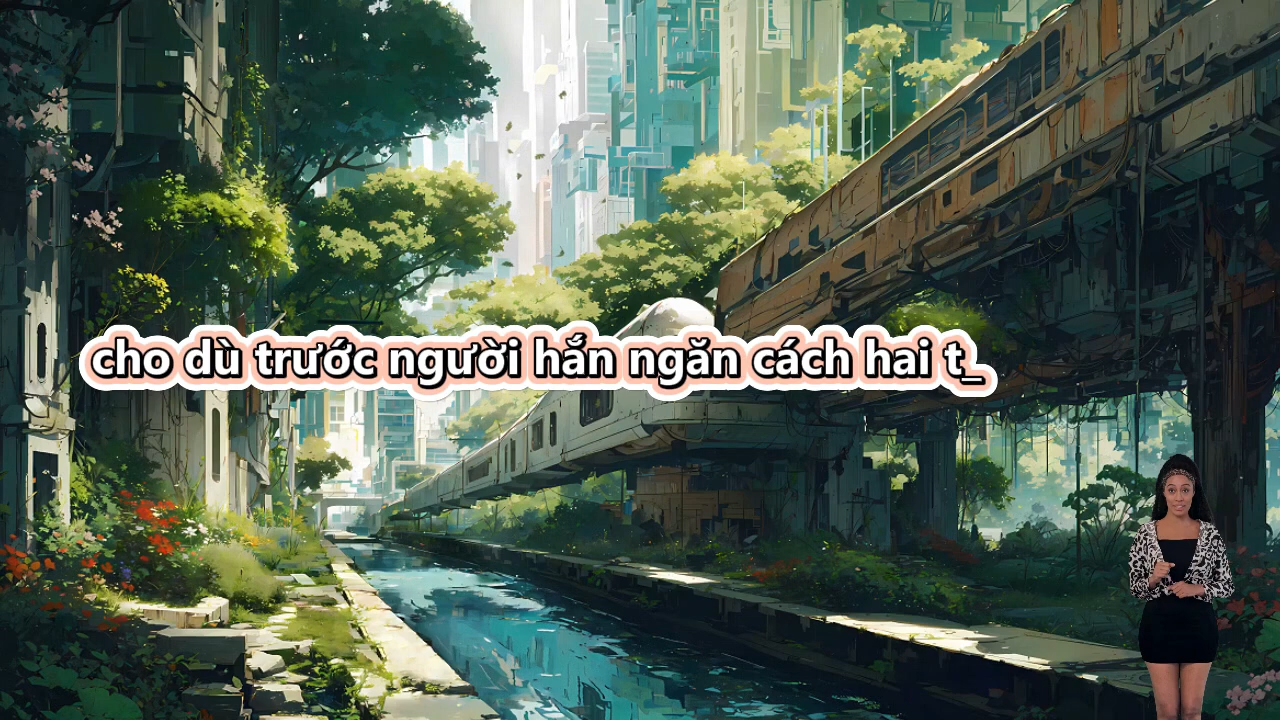 cho dù trước người hắn ngăn cách hai t_